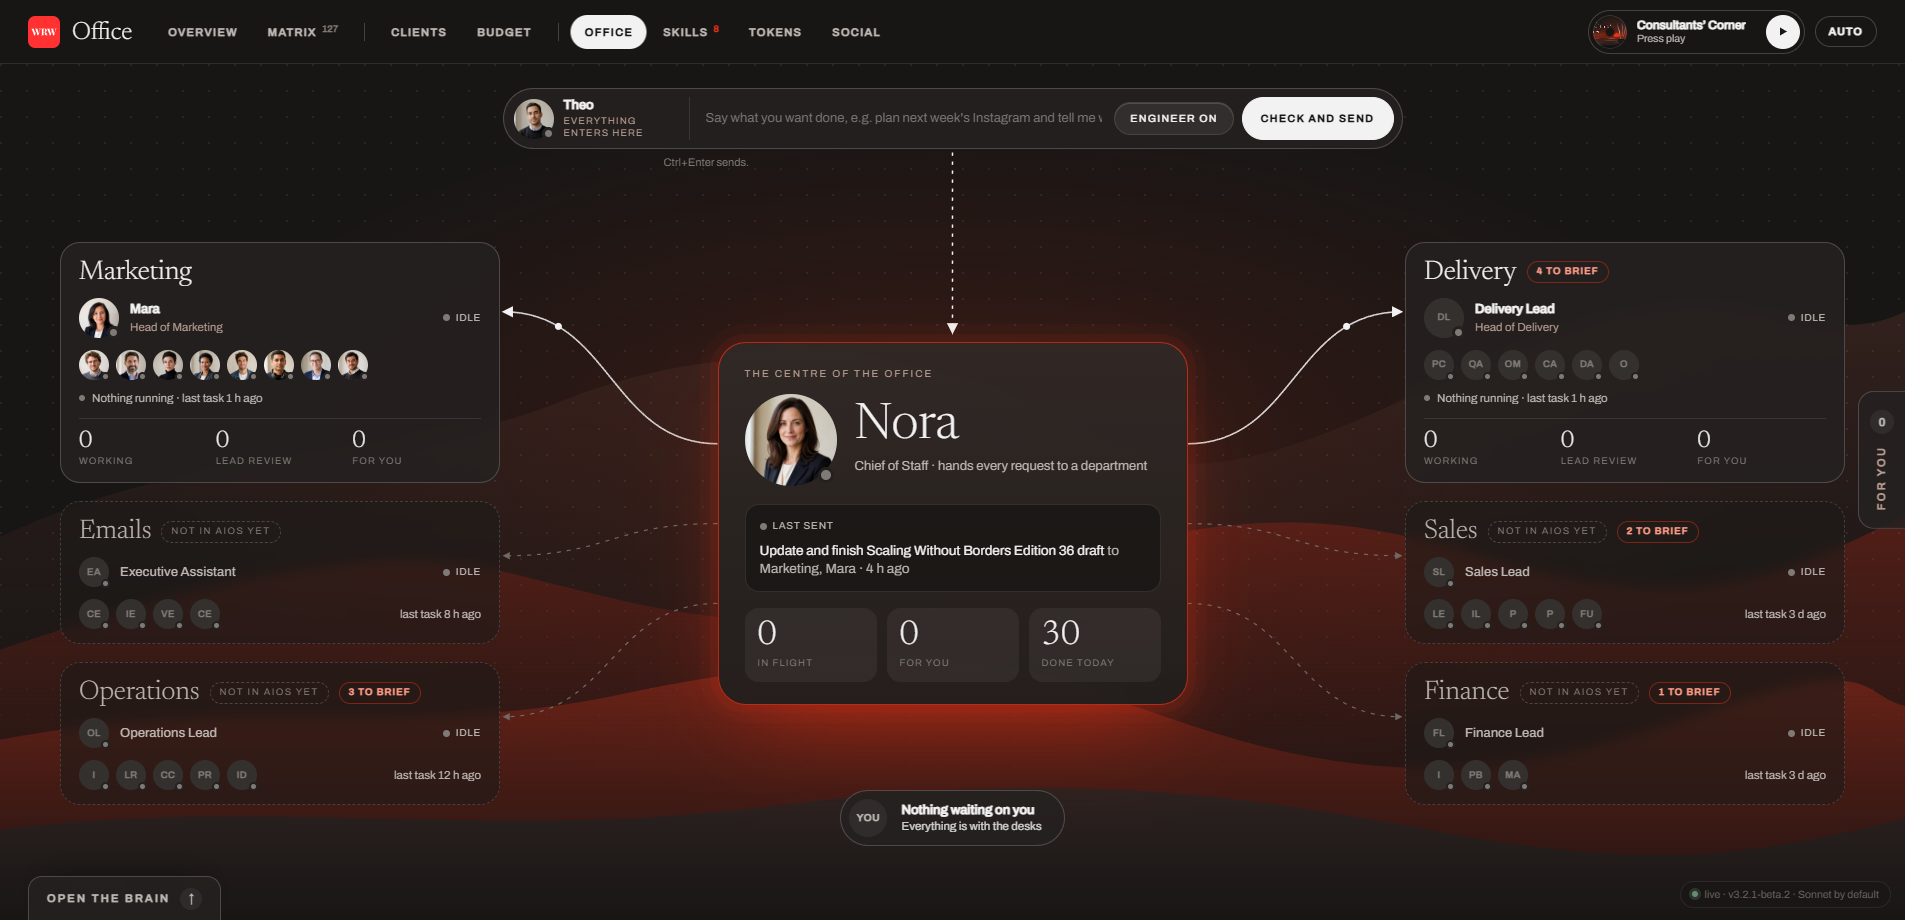 WRW Office OVERVIEW MATRIX 127 CLIENTS BUDGET OFFICE SKILLS 8 TOKENS SOCIAL
Consultants' Corner
Press play
AUTO
Theo
EVERYTHING
ENTERS HERE
Say what you want done, e.g. plan next week's Instagram and tell me
ENGINEER ON
CHECK AND SEND
Ctrl+Enter sends.
Marketing
Mara
Head of Marketing
IDLE
Nothing running · last task 1 h ago
0 0 0
WORKING LEAD REVIEW FOR YOU
Emails NOT IN AIOS YET
EA Executive Assistant IDLE
CE IE VE CE last task 8 h ago
Operations NOT IN AIOS YET 3 TO BRIEF
OL Operations Lead IDLE
I LR CC PR ID last task 12 h ago
THE CENTRE OF THE OFFICE
Nora
Chief of Staff · hands every request to a department
LAST SENT
Update and finish Scaling Without Borders Edition 36 draft to
Marketing, Mara · 4 h ago
0 0 30
IN FLIGHT FOR YOU DONE TODAY
YOU
Nothing waiting on you
Everything is with the desks
Delivery 4 TO BRIEF
DL
Delivery Lead
Head of Delivery
IDLE
PC QA OM CA DA O
Nothing running · last task 1 h ago
0 0 0
WORKING LEAD REVIEW FOR YOU
Sales NOT IN AIOS YET 2 TO BRIEF
SL Sales Lead IDLE
LE IL P P FU last task 3 d ago
Finance NOT IN AIOS YET 1 TO BRIEF
FL Finance Lead IDLE
I PB MA last task 3 d ago
0
FOR YOU
OPEN THE BRAIN ↑
live · v3.2.1-beta.2 · Sonnet by default